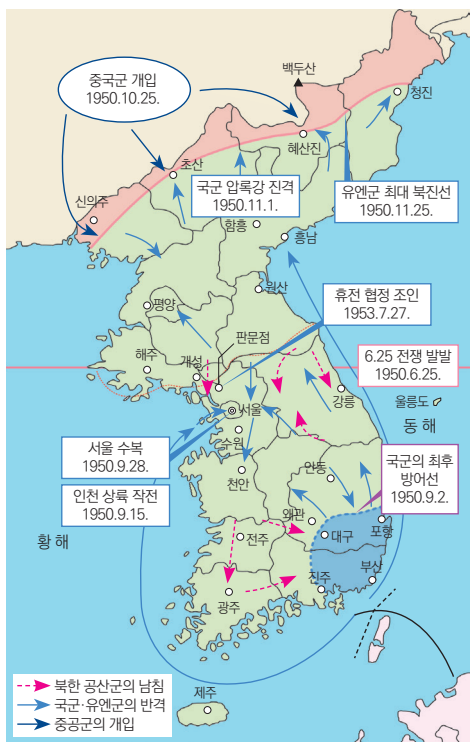 백두산
중국군 개입
1950.10.25.
청진
혜산진
초산
국군 압록강 진격
1950.11.1.
유엔군 최대 북진선
1950.11.25.
신의주
함흥
흥남
원산
평양
휴전 협정 조인
1953.7.27.
판문점
해주
개성
6.25 전쟁 발발
1950.6.25.
서울
강릉
울릉도
동해
수원
서울 수복
1950.9.28.
국군의 최후
방어선
1950.9.2.
인천 상륙 작전
1950.9.15.
천안
안동
왜관
황해
전주
대구
포항
광주
진주
부산
북한 공산군의 남침
국군·유엔군의 반격
중공군의 개입
제주